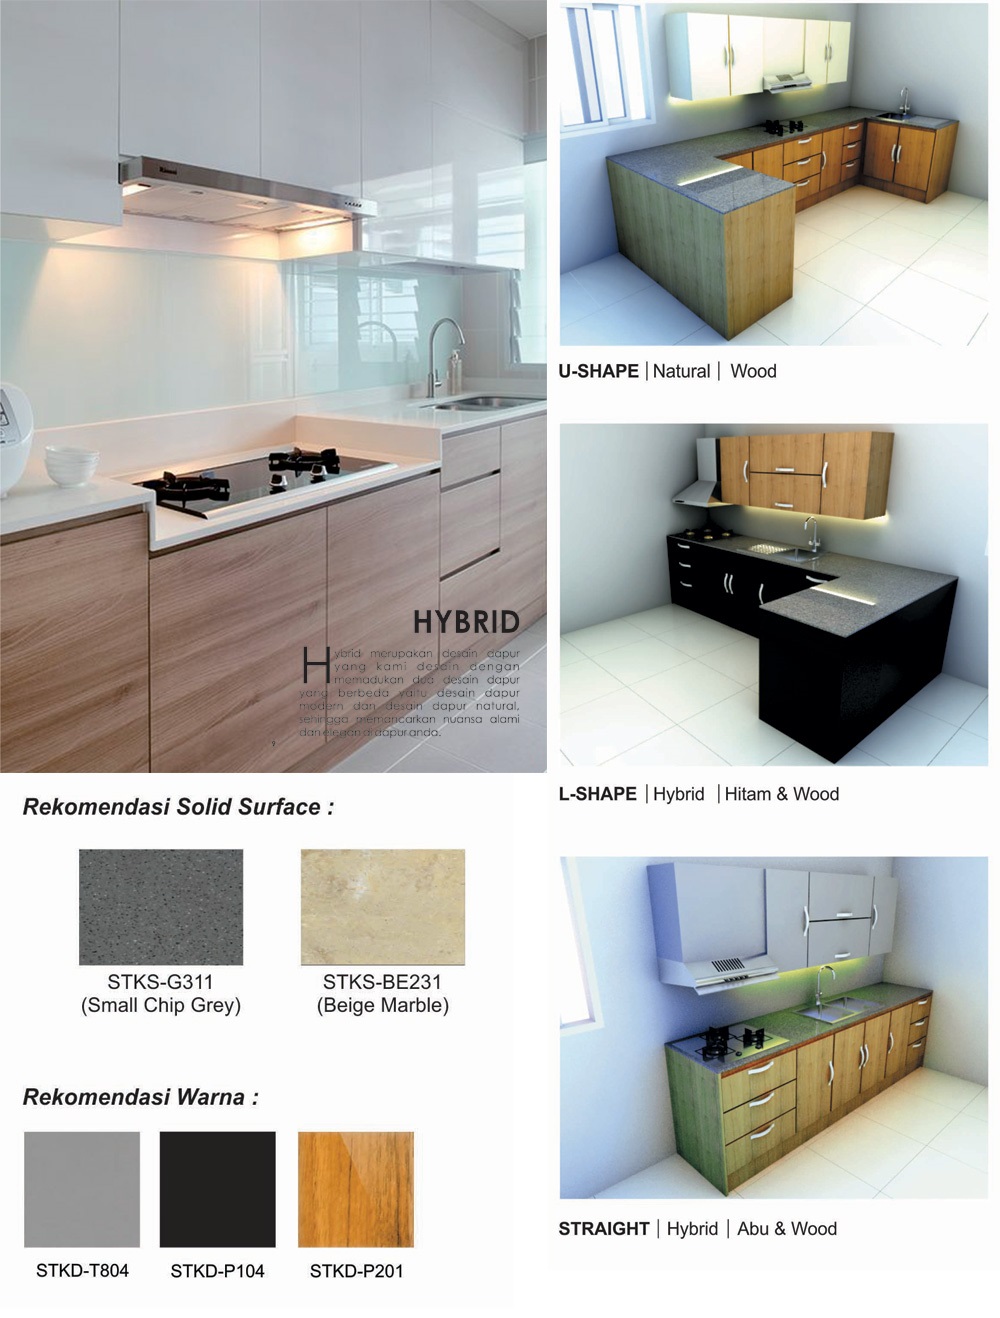 HYBRID
Hybrid merupakan desain dapur
yang kami desain dengan
memadukan dua desain dapur
yang berbeda yaitu desain dapur
modern dan desain dapur natural,
sehingga memancarkan nuansa alami
dan elegan di dapur anda.
Rekomendasi Solid Surface :
STKS-G311
(Small Chip Grey)
STKS-BE231
(Beige Marble)
Rekomendasi Warna :
STKD-T804
STKD-P104
STKD-P201
U-SHAPE | Natural | Wood
L-SHAPE | Hybrid | Hitam & Wood
STRAIGHT | Hybrid | Abu & Wood